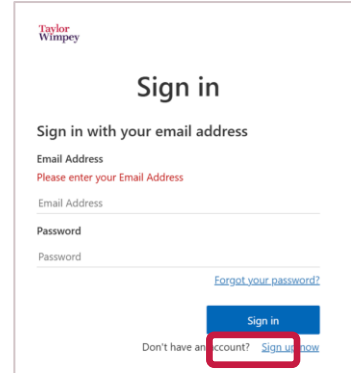 Taylor
Wimpey
Sign in
Sign in with your email address
Email Address
Please enter your Email Address
Email Address
Password
Password
Forgot your password?
Sign in
Don't have an account? Sign up now